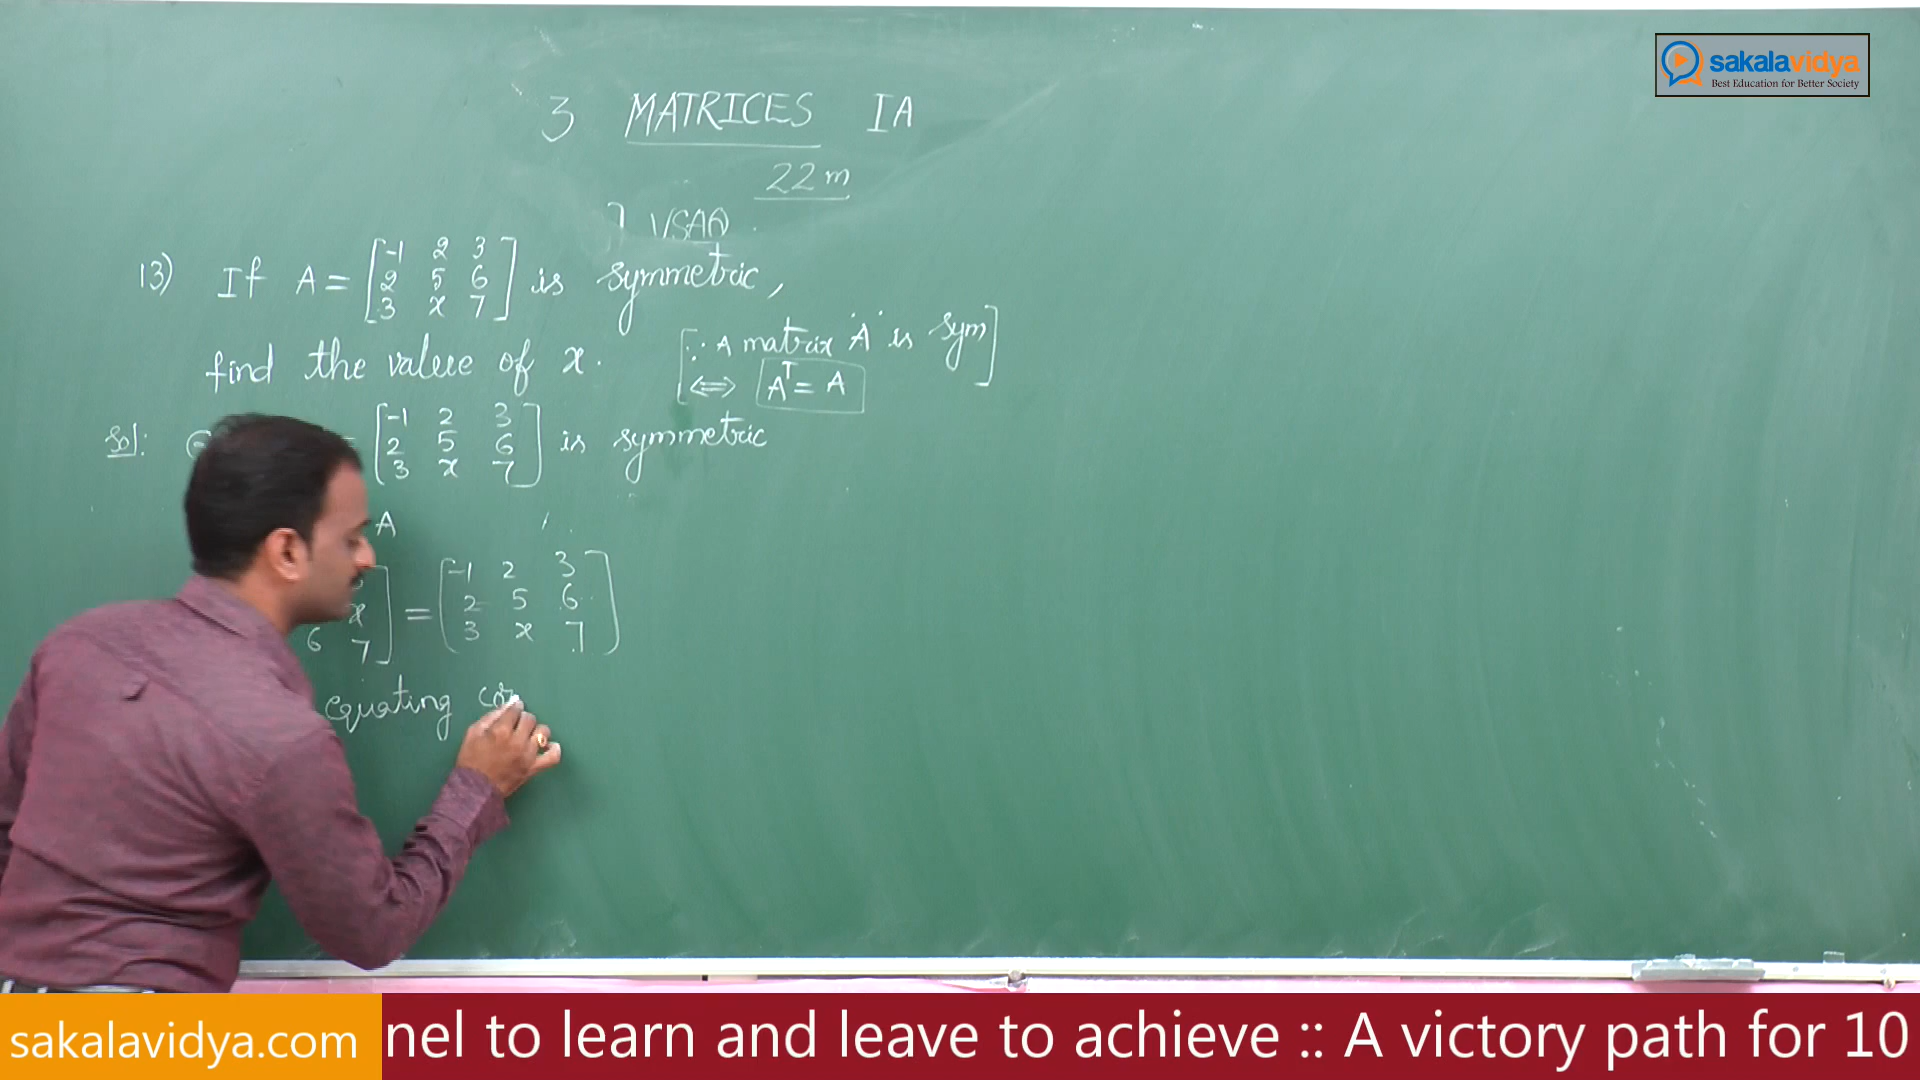 sakalavidya
Best Education for Better Society
3 MATRICES IA
22m
7 VSAQ.
13) If A = [-1 2 3
2 5 6
3 x 7] is symmetric,
find the value of x.
[∵ A matrix 'A' is sym]
⟺ Aᵀ = A
Sol: = [-1 2 3
2 5 6
3 x 7] is symmetric
A
x
6 7] = [-1 2 3
2 5 6
3 x 7]
equating
sakalavidya.com
nel to learn and leave to achieve :: A victory path for 10